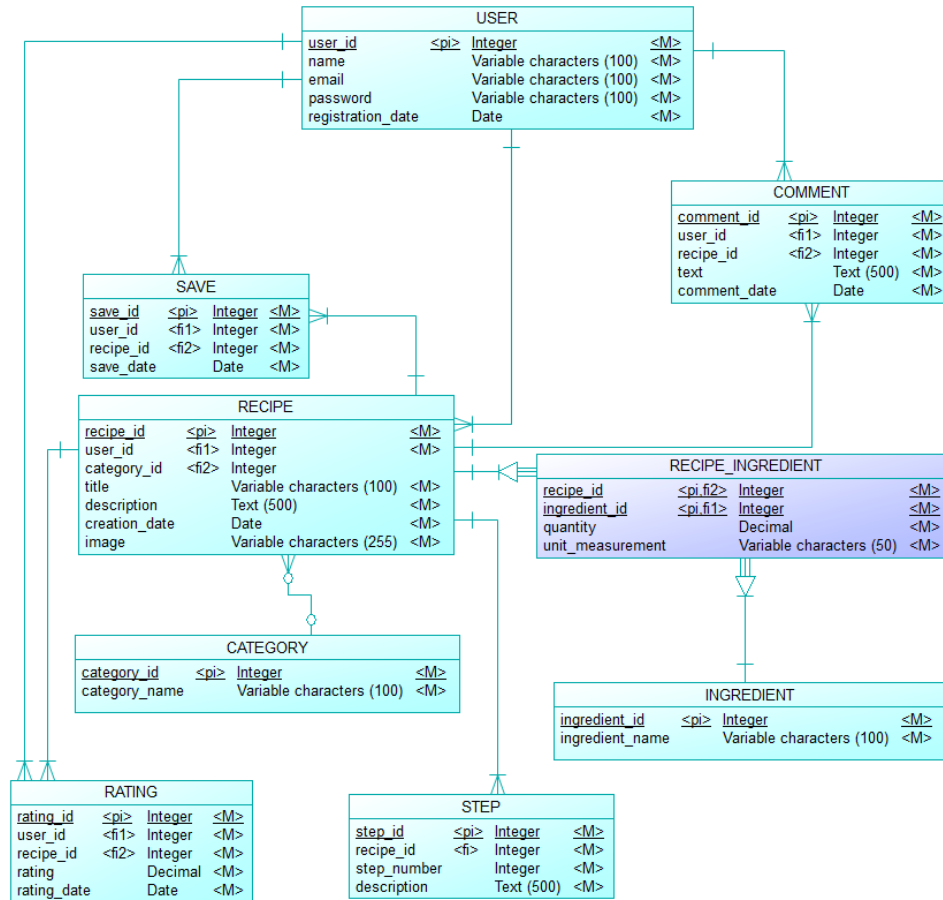 USER
user_id <pi> Integer <M>
name Variable characters (100) <M>
email Variable characters (100) <M>
password Variable characters (100) <M>
registration_date Date <M>
COMMENT
comment_id <pi> Integer <M>
user_id <fi1> Integer <M>
recipe_id <fi2> Integer <M>
text Text (500) <M>
comment_date Date <M>
SAVE
save_id <pi> Integer <M>
user_id <fi1> Integer <M>
recipe_id <fi2> Integer <M>
save_date Date <M>
RECIPE
recipe_id <pi> Integer <M>
user_id <fi1> Integer <M>
category_id <fi2> Integer
title Variable characters (100) <M>
description Text (500) <M>
creation_date Date <M>
image Variable characters (255) <M>
RECIPE_INGREDIENT
recipe_id <pi,fi2> Integer <M>
ingredient_id <pi,fi1> Integer <M>
quantity Decimal <M>
unit_measurement Variable characters (50) <M>
CATEGORY
category_id <pi> Integer <M>
category_name Variable characters (100) <M>
INGREDIENT
ingredient_id <pi> Integer <M>
ingredient_name Variable characters (100) <M>
RATING
rating_id <pi> Integer <M>
user_id <fi1> Integer <M>
recipe_id <fi2> Integer <M>
rating Decimal <M>
rating_date Date <M>
STEP
step_id <pi> Integer <M>
recipe_id <fi> Integer <M>
step_number Integer <M>
description Text (500) <M>